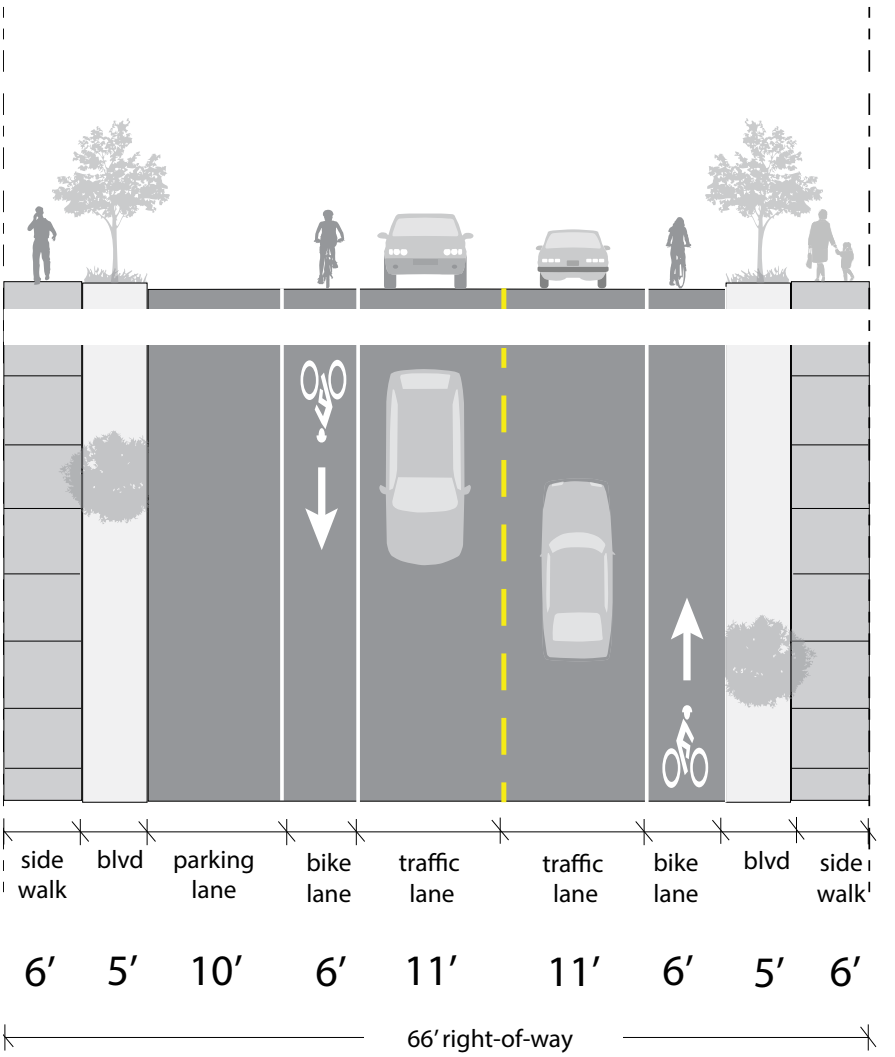 side walk
blvd
parking lane
bike lane
traffic lane
traffic lane
bike lane
blvd
side walk
6’ 5’ 10’ 6’ 11’ 11’ 6’ 5’ 6’
66’ right-of-way